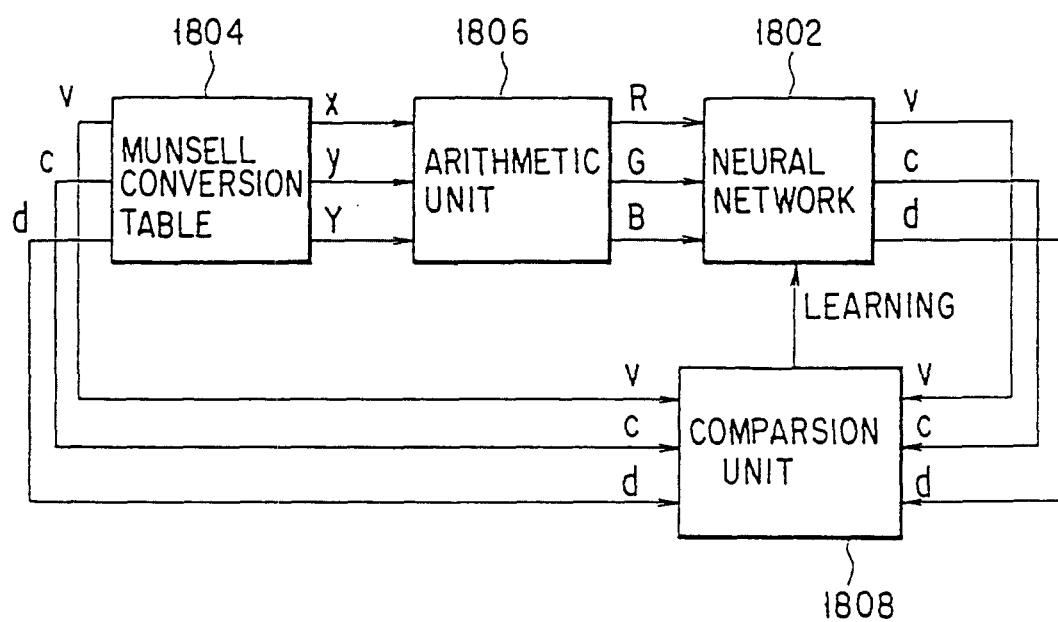 1804 1806 1802
V X R V
MUNSELL CONVERSION TABLE
c y G c
ARITHMETIC UNIT
NEURAL NETWORK
d Y B d
LEARNING
V V
COMPARSION UNIT
c c
d d
1808